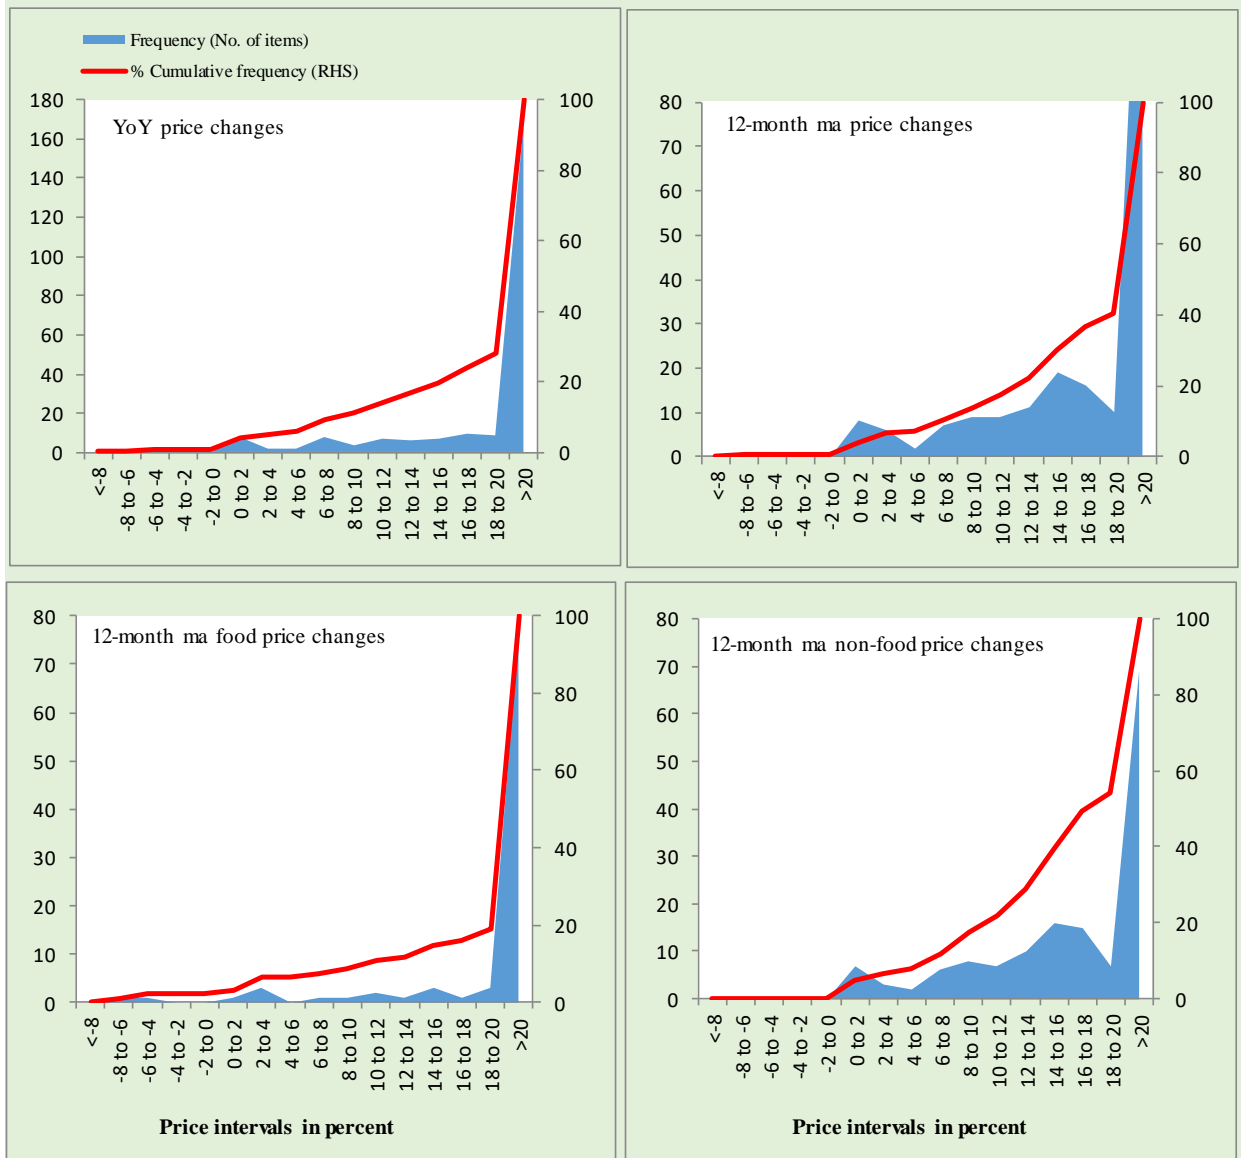 Frequency (No. of items)
% Cumulative frequency (RHS)
YoY price changes
180
160
140
120
100
80
60
40
20
0
100
80
60
40
20
0
<-8
-8 to -6
-6 to -4
-4 to -2
-2 to 0
0 to 2
2 to 4
4 to 6
6 to 8
8 to 10
10 to 12
12 to 14
14 to 16
16 to 18
18 to 20
>20
12-month ma price changes
80
70
60
50
40
30
20
10
0
100
80
60
40
20
0
<-8
-8 to -6
-6 to -4
-4 to -2
-2 to 0
0 to 2
2 to 4
4 to 6
6 to 8
8 to 10
10 to 12
12 to 14
14 to 16
16 to 18
18 to 20
>20
12-month ma food price changes
80
70
60
50
40
30
20
10
0
100
80
60
40
20
0
<-8
-8 to -6
-6 to -4
-4 to -2
-2 to 0
0 to 2
2 to 4
4 to 6
6 to 8
8 to 10
10 to 12
12 to 14
14 to 16
16 to 18
18 to 20
>20
Price intervals in percent
12-month ma non-food price changes
80
70
60
50
40
30
20
10
0
100
80
60
40
20
0
<-8
-8 to -6
-6 to -4
-4 to -2
-2 to 0
0 to 2
2 to 4
4 to 6
6 to 8
8 to 10
10 to 12
12 to 14
14 to 16
16 to 18
18 to 20
>20
Price intervals in percent